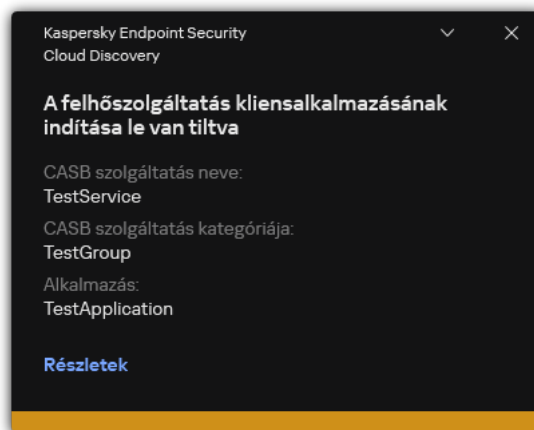 Kaspersky Endpoint Security
Cloud Discovery
A felhőszolgáltatás kliensalkalmazásának
indítása le van tiltva
CASB szolgáltatás neve:
TestService
CASB szolgáltatás kategóriája:
TestGroup
Alkalmazás:
TestApplication
Részletek